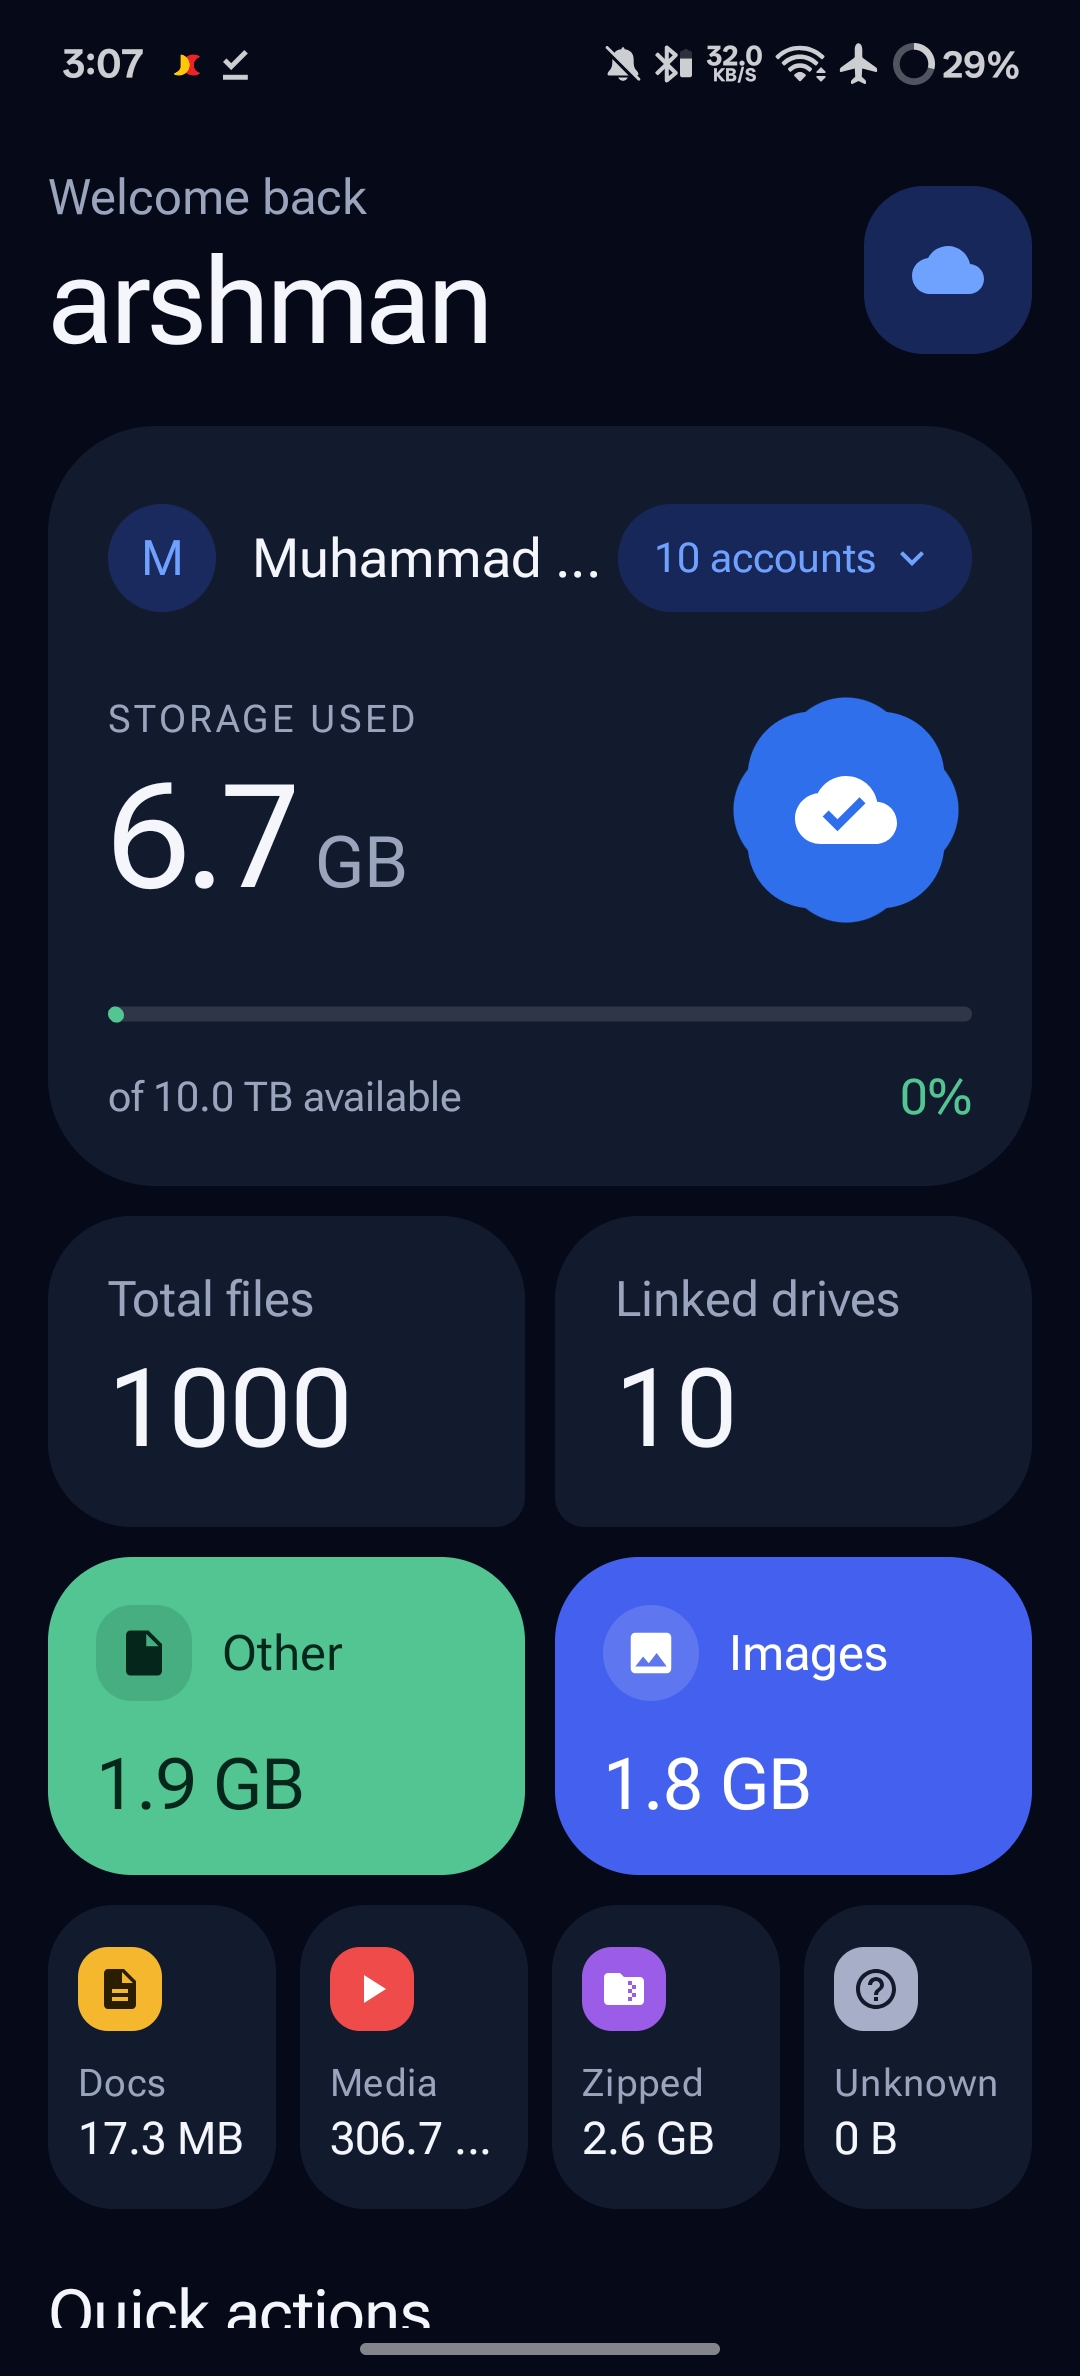 3:07
32.0
KB/S
29%
Welcome back
arshman
M
Muhammad ...
10 accounts
STORAGE USED
6.7 GB
of 10.0 TB available
0%
Total files
1000
Linked drives
10
Other
1.9 GB
Images
1.8 GB
Docs
17.3 MB
Media
306.7 ...
Zipped
2.6 GB
Unknown
0 B
Quick actions